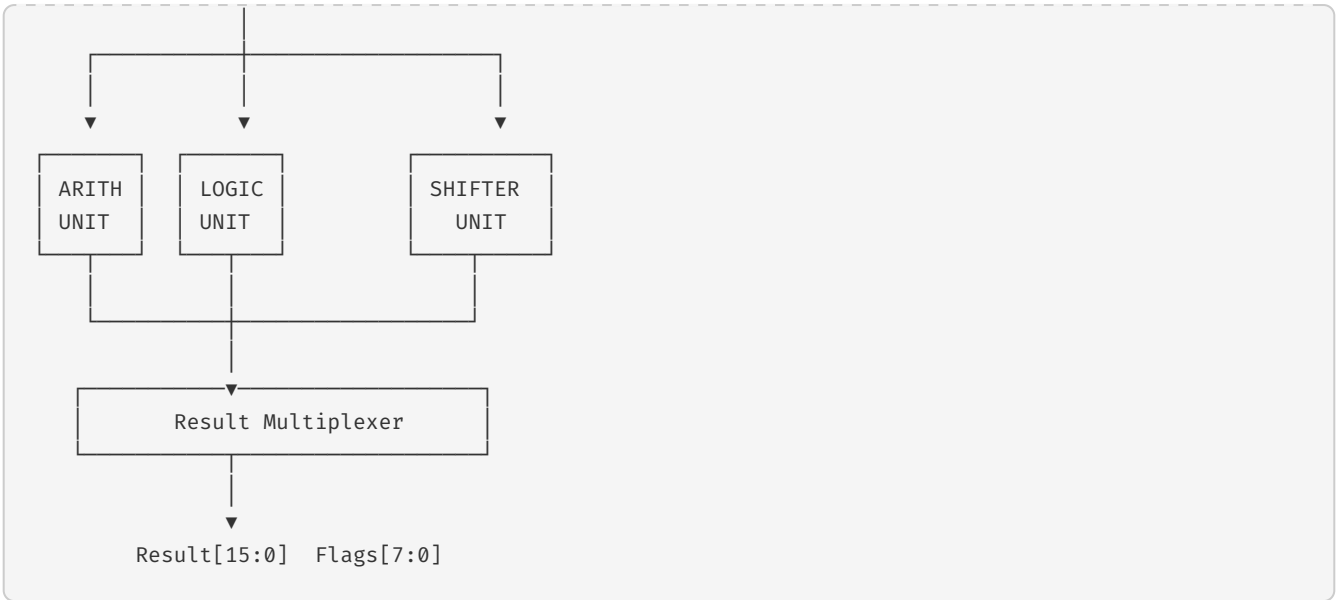 ARITH LOGIC SHIFTER
UNIT UNIT UNIT
Result Multiplexer
Result[15:0] Flags[7:0]